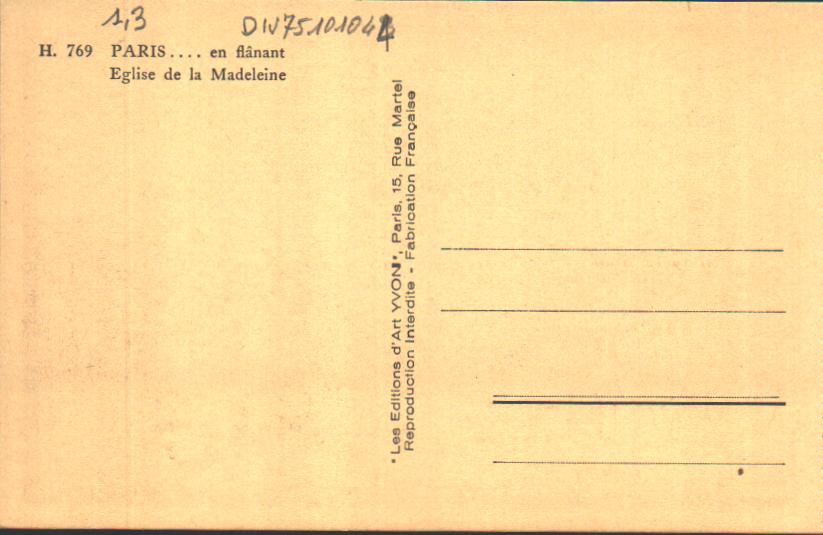 1,3
H. 769 PARIS.... en flânant
Eglise de la Madeleine
"Les Editions d'Art YVON", Paris, 15, Rue Martel
Reproduction Interdite - Fabrication Française